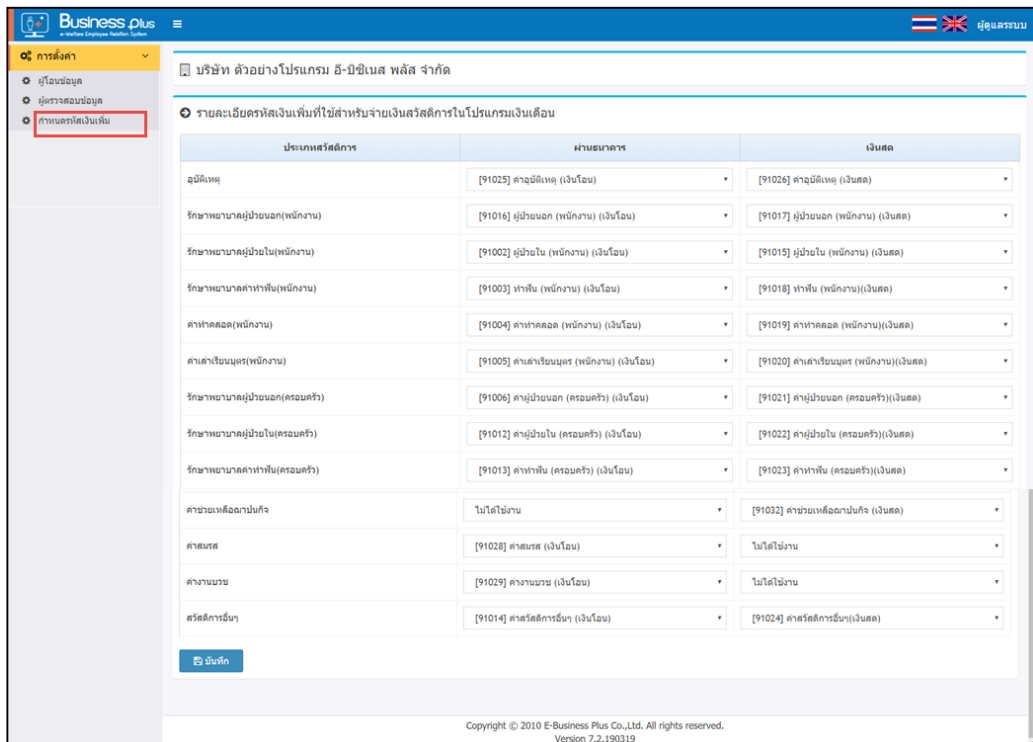 Business plus
e-Welfare Employee Relation System
ผู้ดูแลระบบ
การตั้งค่า
ผู้โอนข้อมูล
ผู้ตรวจสอบข้อมูล
กำหนดรหัสเงินเพิ่ม
บริษัท ตัวอย่างโปรแกรม อี-บิซิเนส พลัส จำกัด
รายละเอียดรหัสเงินเพิ่มที่ใช้สำหรับจ่ายเงินสวัสดิการในโปรแกรมเงินเดือน
ประเภทสวัสดิการ ผ่านธนาคาร เงินสด
อุบัติเหตุ [91025] ค่าอุบัติเหตุ (เงินโอน) [91026] ค่าอุบัติเหตุ (เงินสด)
รักษาพยาบาลผู้ป่วยนอก(พนักงาน) [91016] ผู้ป่วยนอก (พนักงาน) (เงินโอน) [91017] ผู้ป่วยนอก (พนักงาน) (เงินสด)
รักษาพยาบาลผู้ป่วยใน(พนักงาน) [91002] ผู้ป่วยใน (พนักงาน) (เงินโอน) [91015] ผู้ป่วยใน (พนักงาน) (เงินสด)
รักษาพยาบาลค่าทำฟัน(พนักงาน) [91003] ทำฟัน (พนักงาน) (เงินโอน) [91018] ทำฟัน (พนักงาน)(เงินสด)
ค่าทำคลอด(พนักงาน) [91004] ค่าทำคลอด (พนักงาน) (เงินโอน) [91019] ค่าทำคลอด (พนักงาน)(เงินสด)
ค่าเล่าเรียนบุตร(พนักงาน) [91005] ค่าเล่าเรียนบุตร (พนักงาน) (เงินโอน) [91020] ค่าเล่าเรียนบุตร (พนักงาน)(เงินสด)
รักษาพยาบาลผู้ป่วยนอก(ครอบครัว) [91006] ค่าผู้ป่วยนอก (ครอบครัว) (เงินโอน) [91021] ค่าผู้ป่วยนอก (ครอบครัว)(เงินสด)
รักษาพยาบาลผู้ป่วยใน(ครอบครัว) [91012] ค่าผู้ป่วยใน (ครอบครัว) (เงินโอน) [91022] ค่าผู้ป่วยใน (ครอบครัว)(เงินสด)
รักษาพยาบาลค่าทำฟัน(ครอบครัว) [91013] ค่าทำฟัน (ครอบครัว) (เงินโอน) [91023] ค่าทำฟัน (ครอบครัว)(เงินสด)
ค่าช่วยเหลือฌาปนกิจ ไม่ได้ใช้งาน [91032] ค่าช่วยเหลือฌาปนกิจ (เงินสด)
ค่าสมรส [91028] ค่าสมรส (เงินโอน) ไม่ได้ใช้งาน
ค่างานบวช [91029] ค่างานบวช (เงินโอน) ไม่ได้ใช้งาน
สวัสดิการอื่นๆ [91014] ค่าสวัสดิการอื่นๆ (เงินโอน) [91024] ค่าสวัสดิการอื่นๆ(เงินสด)
บันทึก
Copyright © 2010 E-Business Plus Co.,Ltd. All rights reserved.
Version 7.2.190319